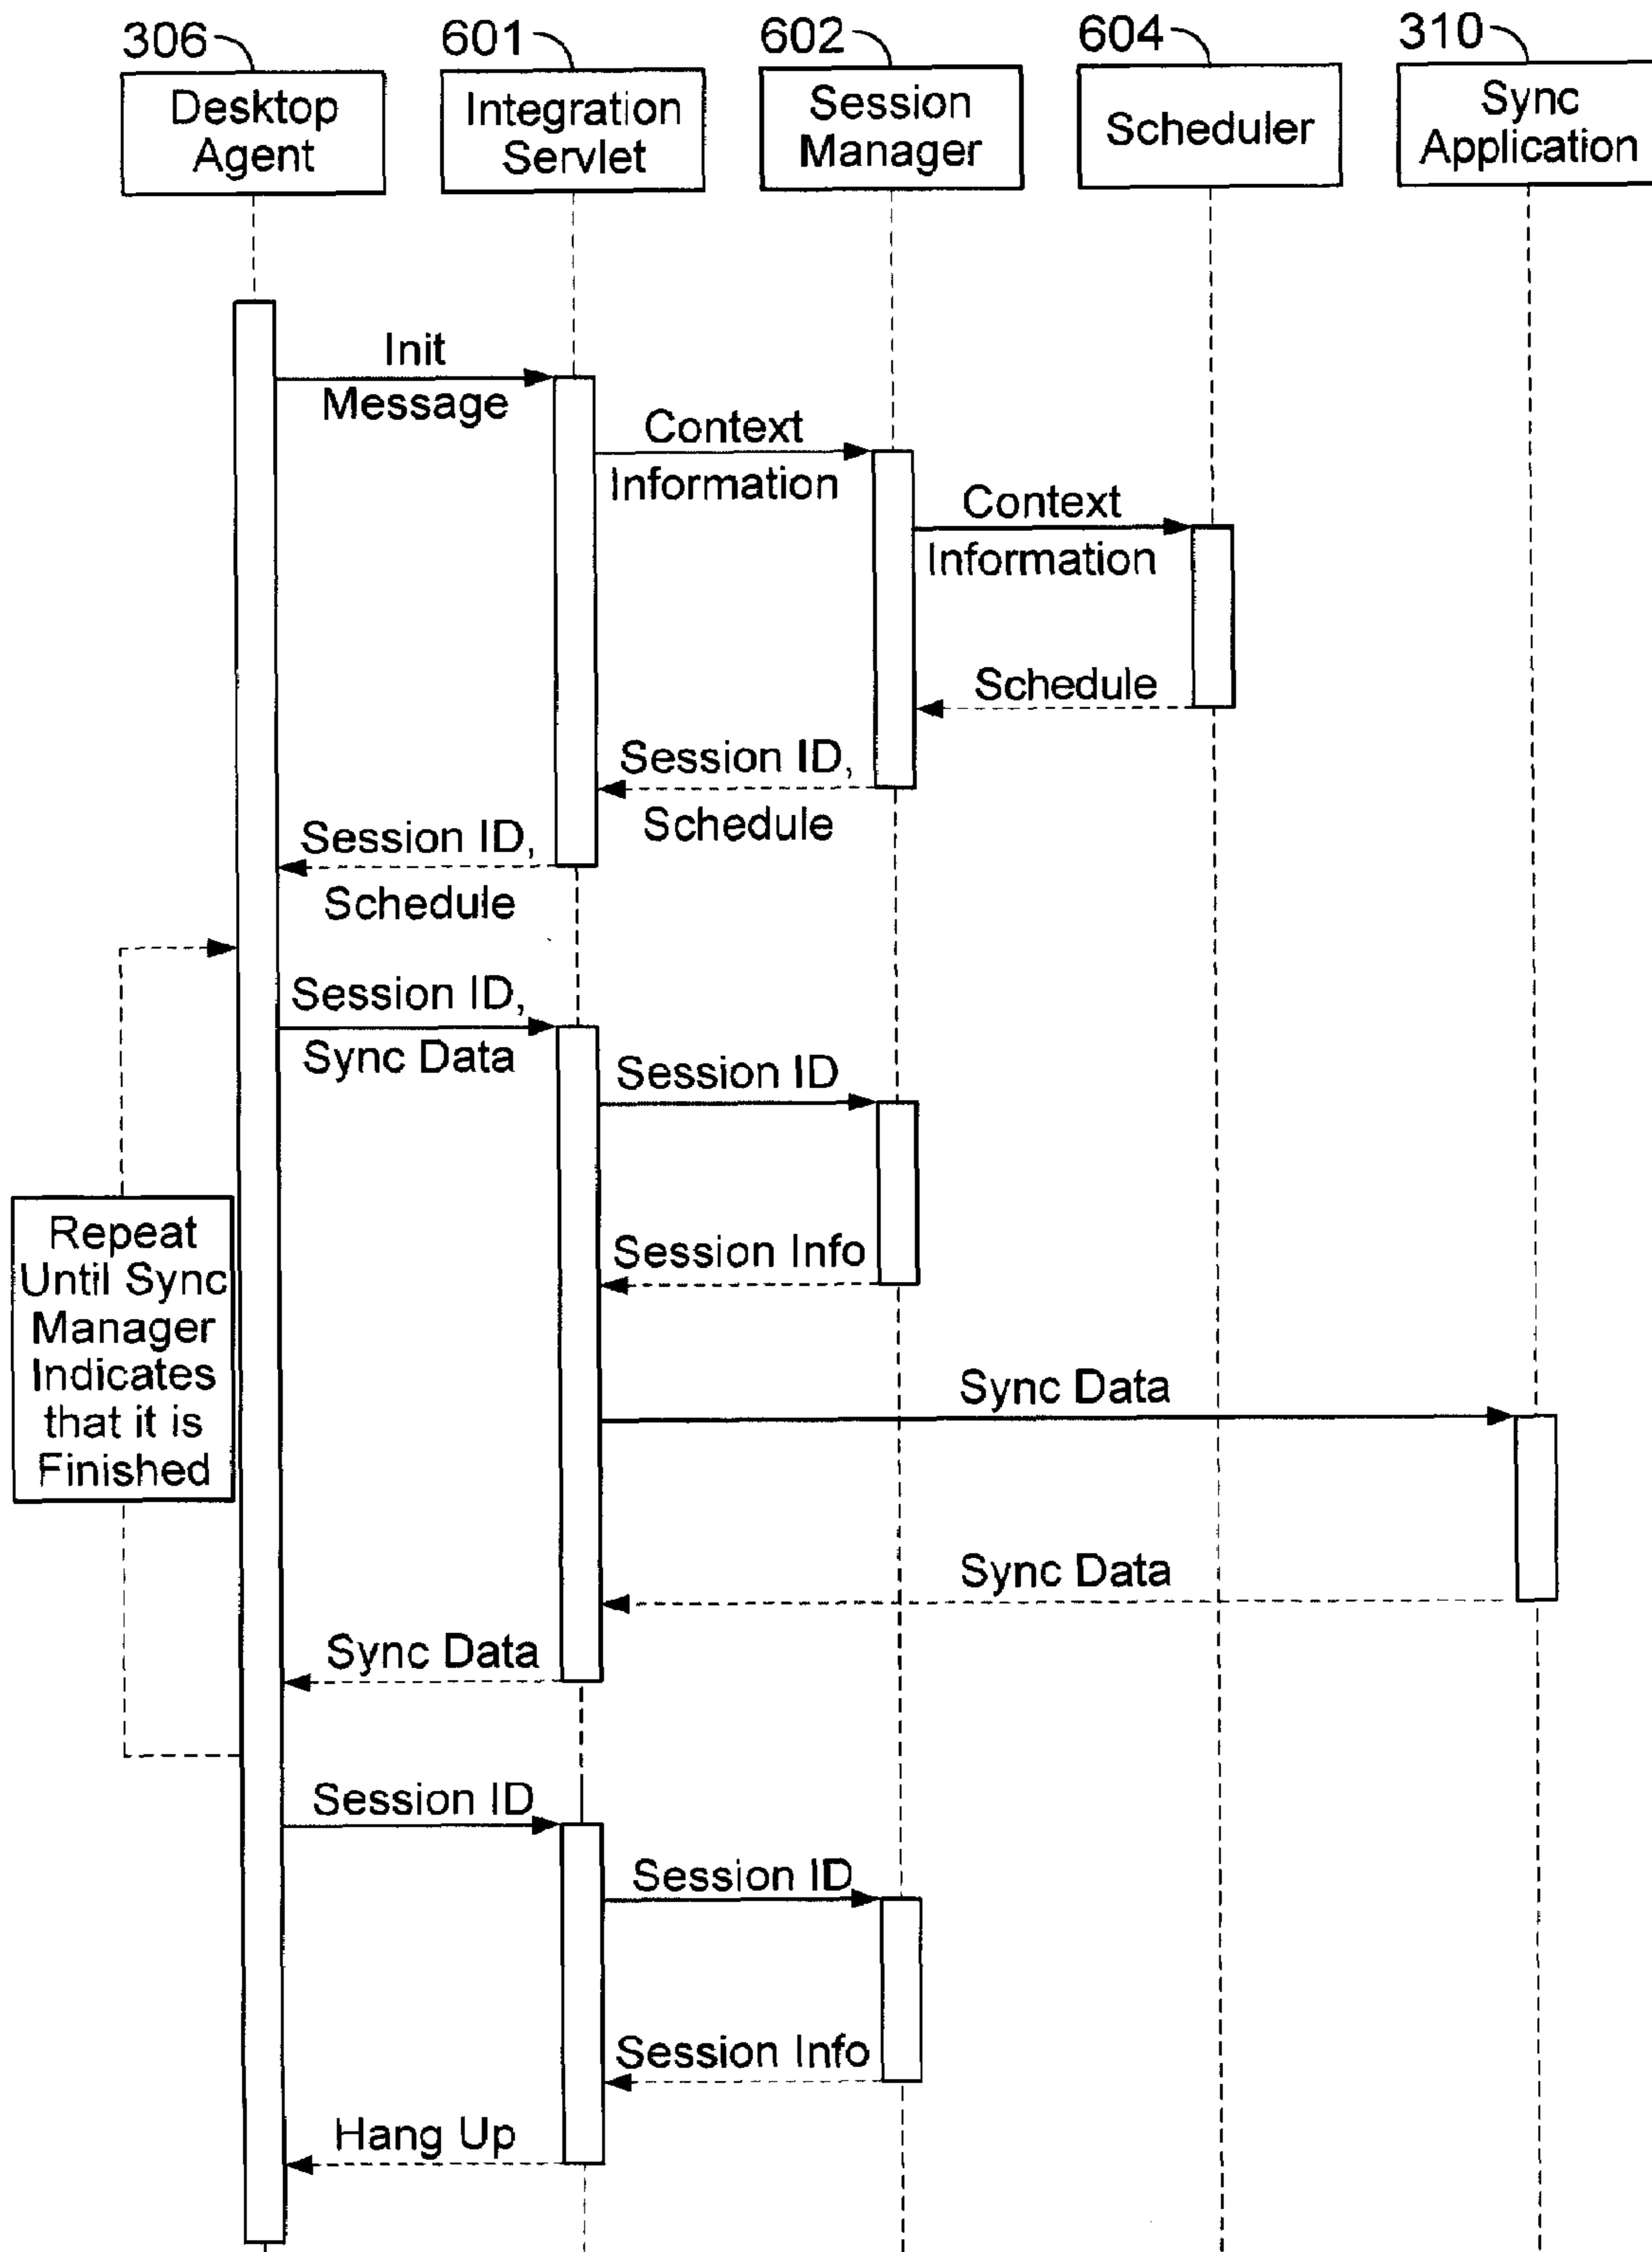 306
601
602
604
310
Desktop
Agent
Integration
Servlet
Session
Manager
Scheduler
Sync
Application
Init
Message
Context
Information
Context
Information
Schedule
Session ID,
Schedule
Session ID,
Schedule
Session ID,
Sync Data
Session ID
Session Info
Repeat
Until Sync
Manager
Indicates
that it is
Finished
Sync Data
Sync Data
Sync Data
Session ID
Session ID
Session Info
Hang Up